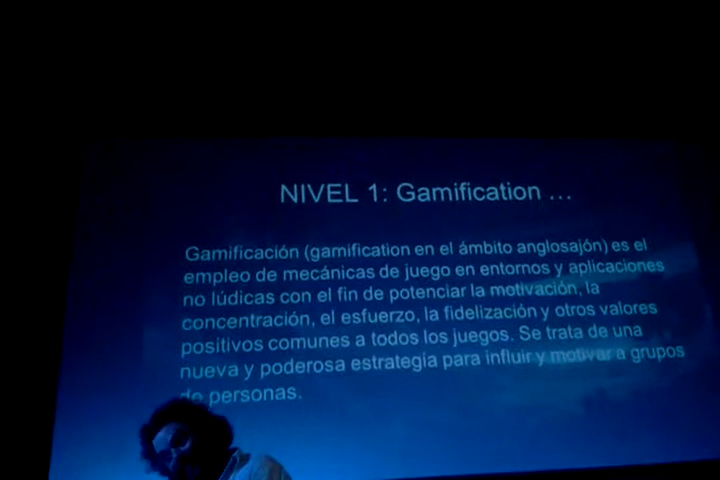 NIVEL 1: Gamification ...
Gamificación (gamification en el ámbito anglosajón) es el
empleo de mecánicas de juego en entornos y aplicaciones
no lúdicas con el fin de potenciar la motivación, la
concentración, el esfuerzo, la fidelización y otros valores
positivos comunes a todos los juegos. Se trata de una
nueva y poderosa estrategia para influir y motivar a grupos
de personas.